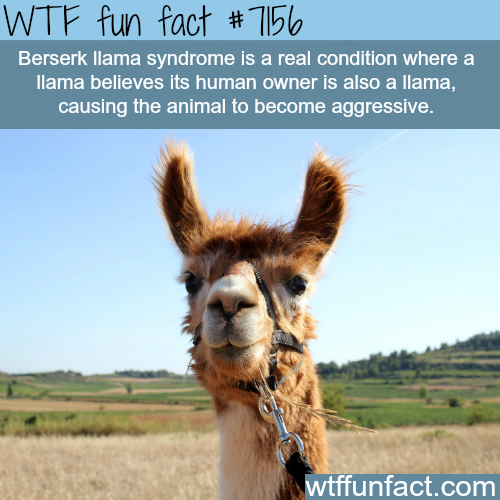 WTF fun fact #7156
Berserk llama syndrome is a real condition where a
llama believes its human owner is also a llama,
causing the animal to become aggressive.
wtffunfact.com